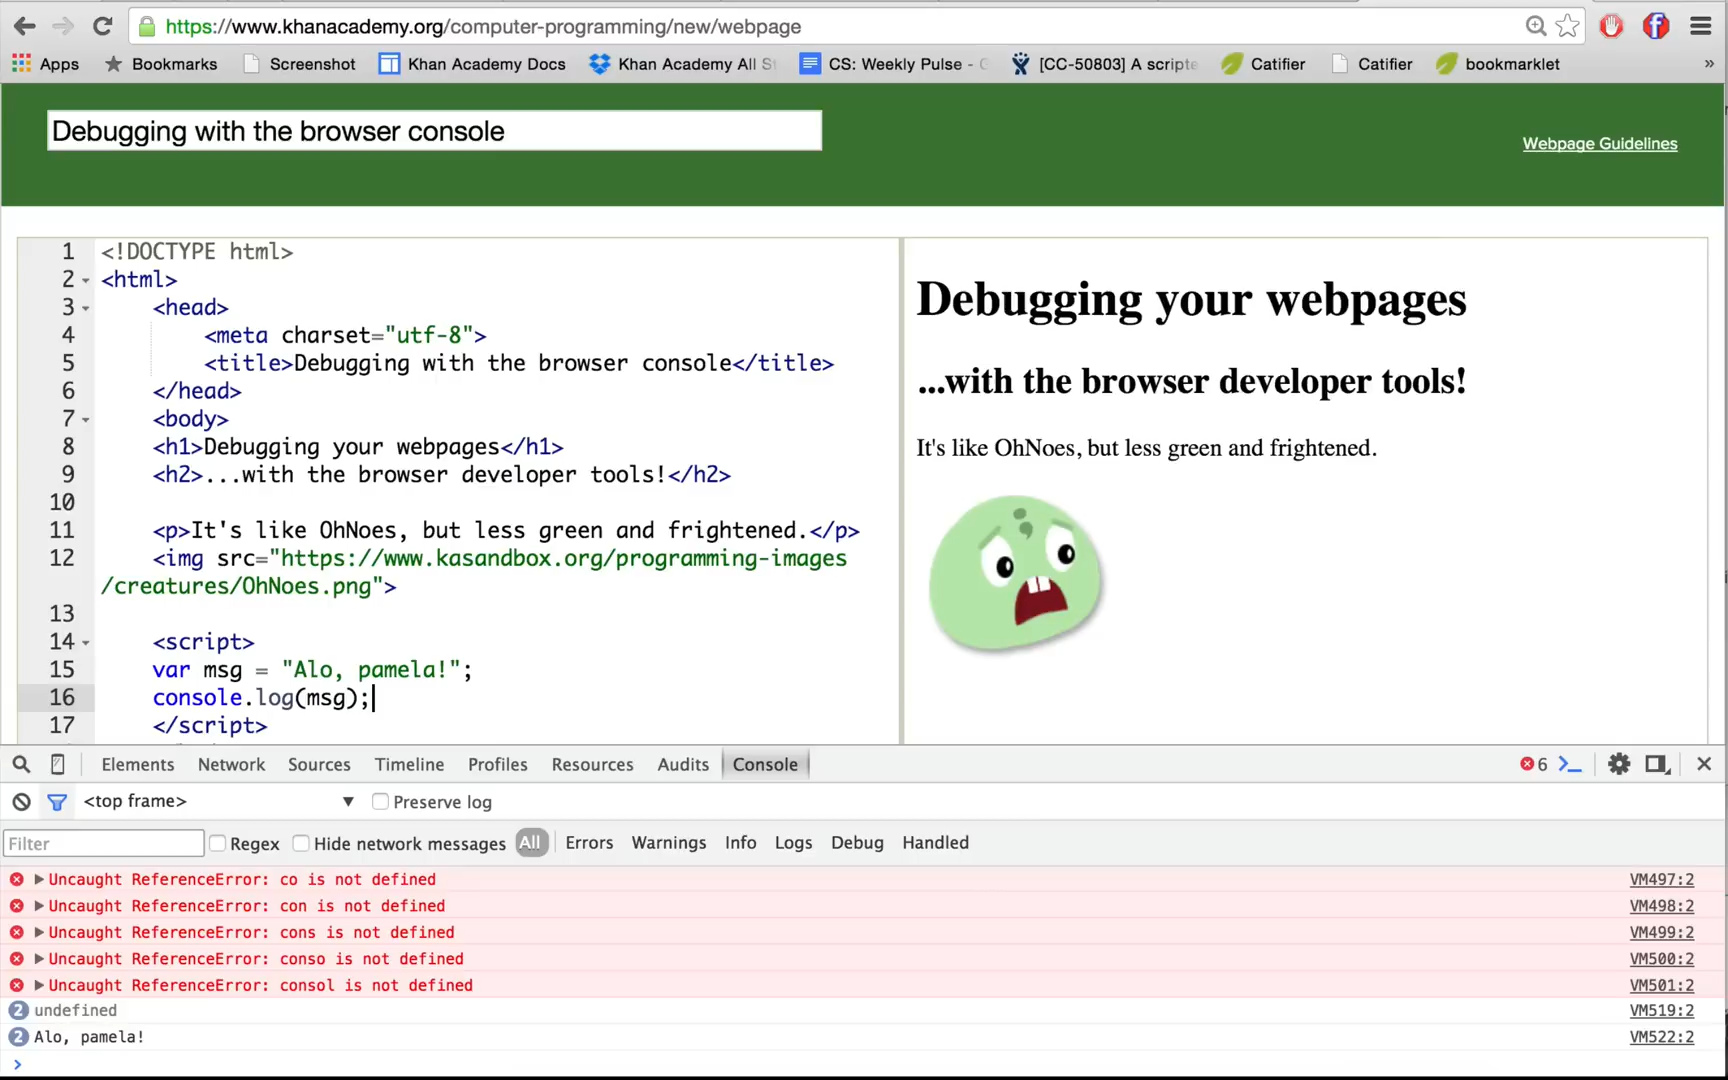 https://www.khanacademy.org/computer-programming/new/webpage
Apps Bookmarks Screenshot Khan Academy Docs Khan Academy All S CS: Weekly Pulse - [CC-50803] A scripte Catifier Catifier bookmarklet »
Debugging with the browser console
Webpage Guidelines
1 <!DOCTYPE html>
2 <html>
3 <head>
4 <meta charset="utf-8">
5 <title>Debugging with the browser console</title>
6 </head>
7 <body>
8 <h1>Debugging your webpages</h1>
9 <h2>...with the browser developer tools!</h2>
10
11 <p>It's like OhNoes, but less green and frightened.</p>
12 <img src="https://www.kasandbox.org/programming-images
/creatures/OhNoes.png">
13
14 <script>
15 var msg = "Alo, pamela!";
16 console.log(msg);
17 </script>
Debugging your webpages
...with the browser developer tools!
It's like OhNoes, but less green and frightened.
Elements Network Sources Timeline Profiles Resources Audits Console 6
<top frame> Preserve log
Filter Regex Hide network messages All Errors Warnings Info Logs Debug Handled
Uncaught ReferenceError: co is not defined VM497:2
Uncaught ReferenceError: con is not defined VM498:2
Uncaught ReferenceError: cons is not defined VM499:2
Uncaught ReferenceError: conso is not defined VM500:2
Uncaught ReferenceError: consol is not defined VM501:2
2 undefined VM519:2
2 Alo, pamela! VM522:2
>